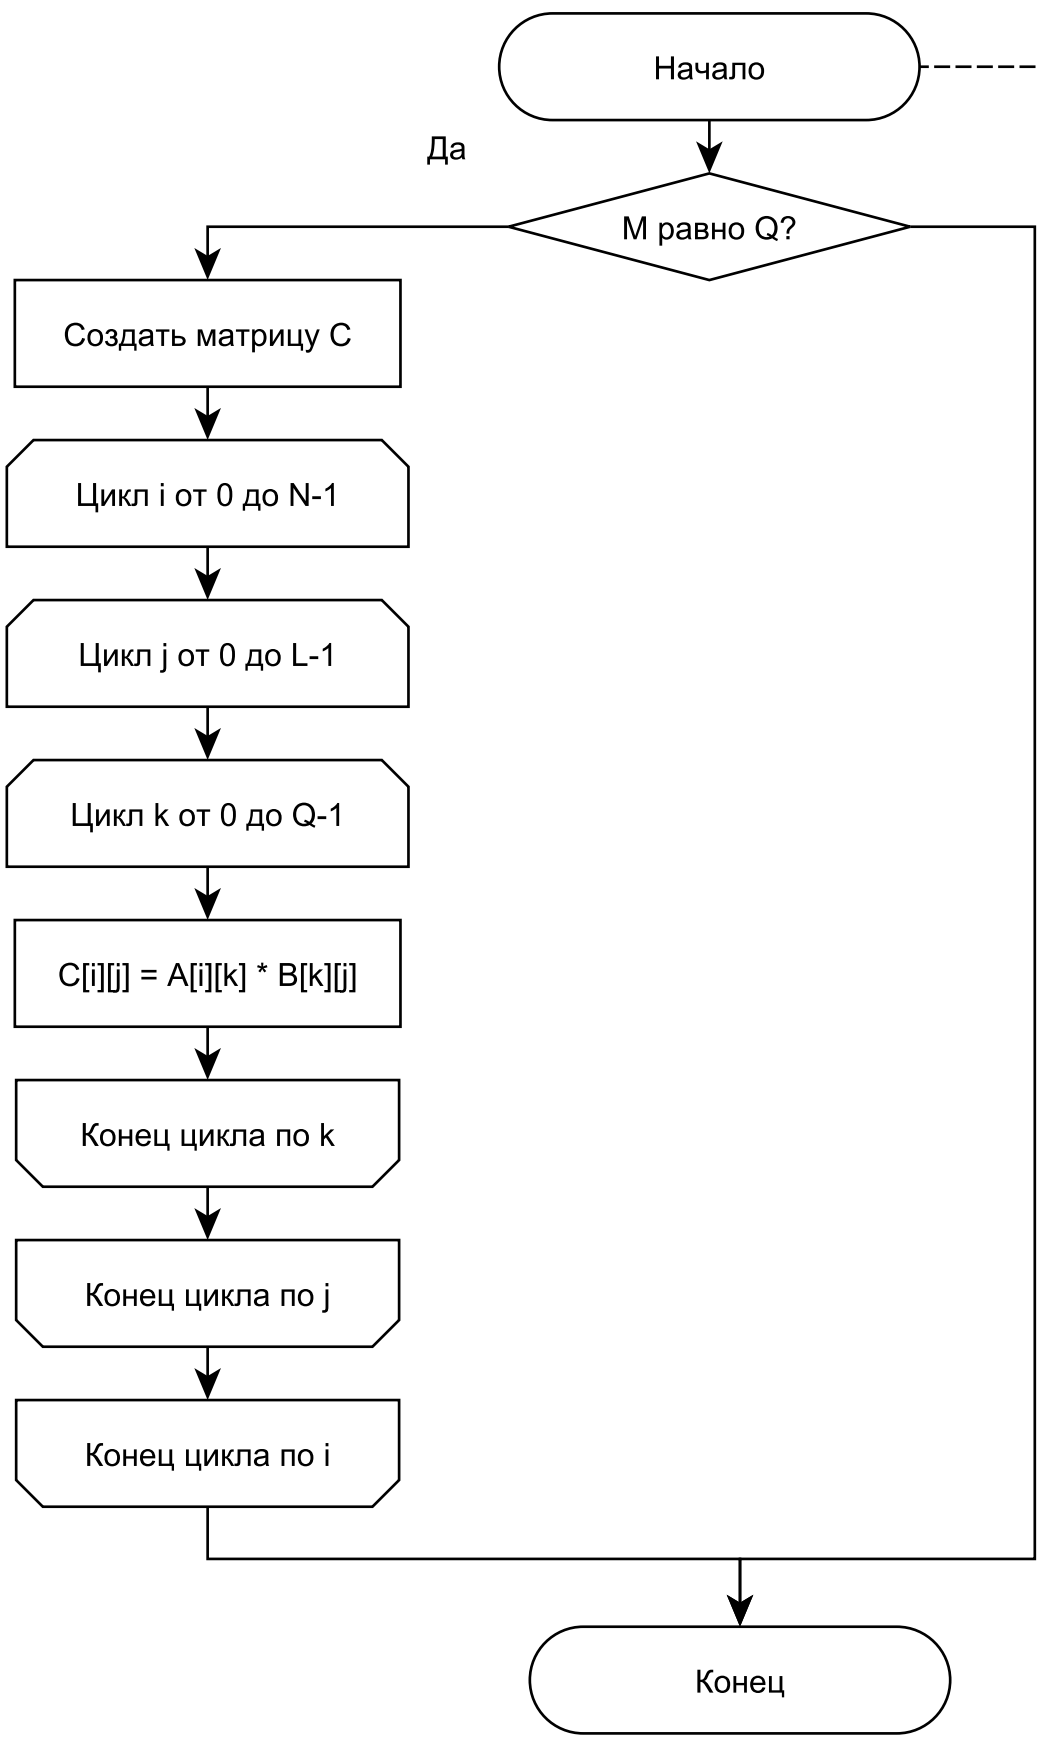 Начало
Да
М равно Q?
Создать матрицу С
Цикл i от 0 до N-1
Цикл j от 0 до L-1
Цикл k от 0 до Q-1
C[i][j] = A[i][k] * B[k][j]
Конец цикла по k
Конец цикла по j
Конец цикла по i
Конец